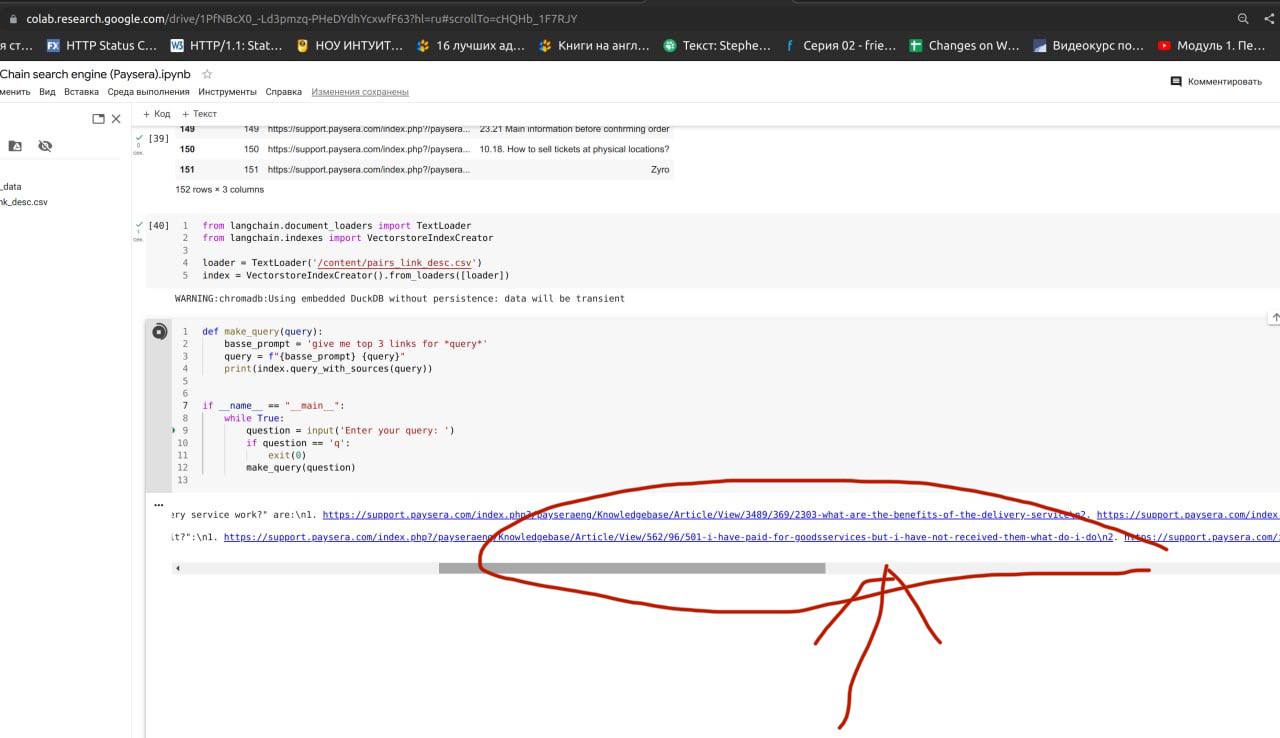 colab.research.google.com/drive/1PfNBcX0_-Ld3pmzq-PHeDYdhYcxwfF63?hl=ru#scrollTo=cHQHb_1F7RJY
я ст... HTTP Status C... HTTP/1.1: Stat... НОУ ИНТУИТ... 16 лучших ад... Книги на англ... Текст: Stephe... Серия 02 - frie... Changes on W... Видеокурс по... Модуль 1. Пе...
Chain search engine (Paysera).ipynb
Комментировать
менить Вид Вставка Среда выполнения Инструменты Справка Изменения сохранены
+ Код + Текст
[39]
0 сек.
149 149 https://support.paysera.com/index.php?/paysera... 23.21 Main information before confirming order
150 150 https://support.paysera.com/index.php?/paysera... 10.18. How to sell tickets at physical locations?
151 151 https://support.paysera.com/index.php?/paysera... Zyro
152 rows × 3 columns
_data
nk_desc.csv
[40]
1 сек.
1 from langchain.document_loaders import TextLoader
2 from langchain.indexes import VectorstoreIndexCreator
3
4 loader = TextLoader('/content/pairs_link_desc.csv')
5 index = VectorstoreIndexCreator().from_loaders([loader])
WARNING:chromadb:Using embedded DuckDB without persistence: data will be transient
1 def make_query(query):
2 basse_prompt = 'give me top 3 links for *query*'
3 query = f"{basse_prompt} {query}"
4 print(index.query_with_sources(query))
5
6
7 if __name__ == "__main__":
8 while True:
9 question = input('Enter your query: ')
10 if question == 'q':
11 exit(0)
12 make_query(question)
13
ery service work?" are:\n1. https://support.paysera.com/index.php?/payseraeng/Knowledgebase/Article/View/3489/369/2303-what-are-the-benefits-of-the-delivery-service\n2. https://support.paysera.com/index
it?":\n1. https://support.paysera.com/index.php?/payseraeng/Knowledgebase/Article/View/562/96/501-i-have-paid-for-goodsservices-but-i-have-not-received-them-what-do-i-do\n2. https://support.paysera.com/i